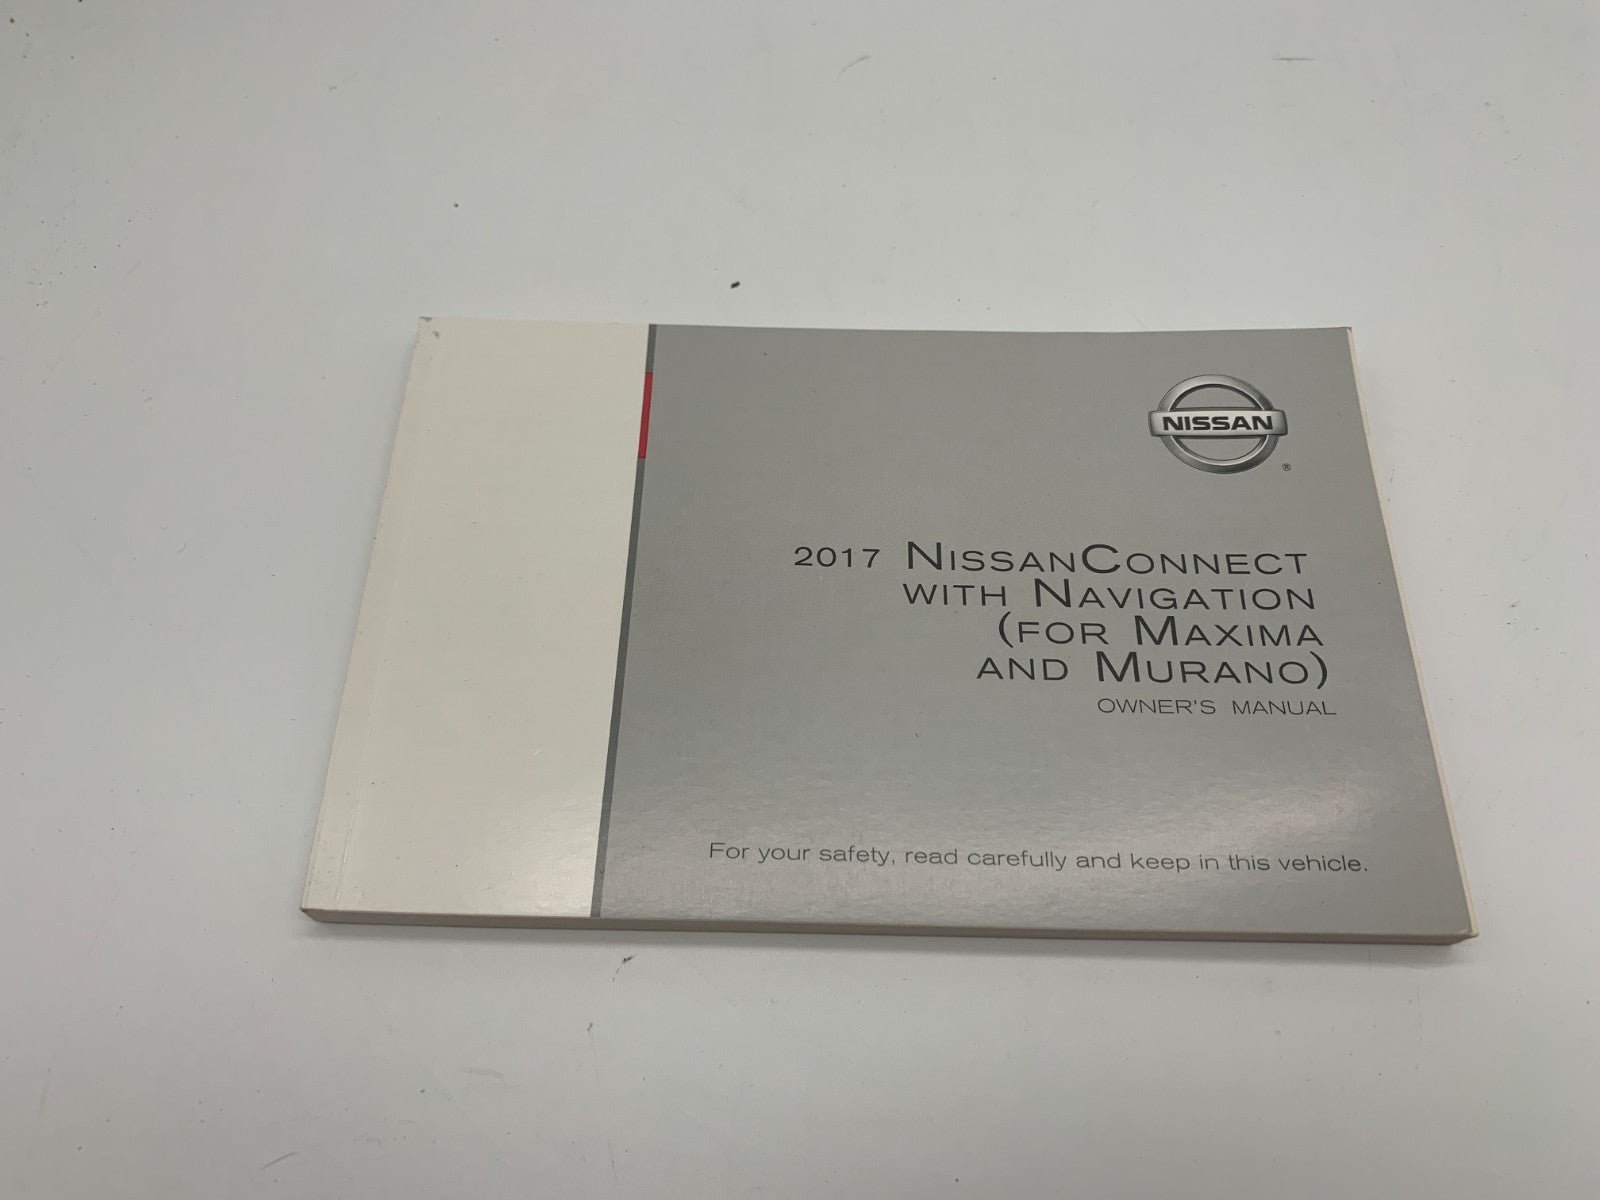 NISSAN
®
2017 NISSANCONNECT
WITH NAVIGATION
(FOR MAXIMA
AND MURANO)
OWNER'S MANUAL
For your safety, read carefully and keep in this vehicle.